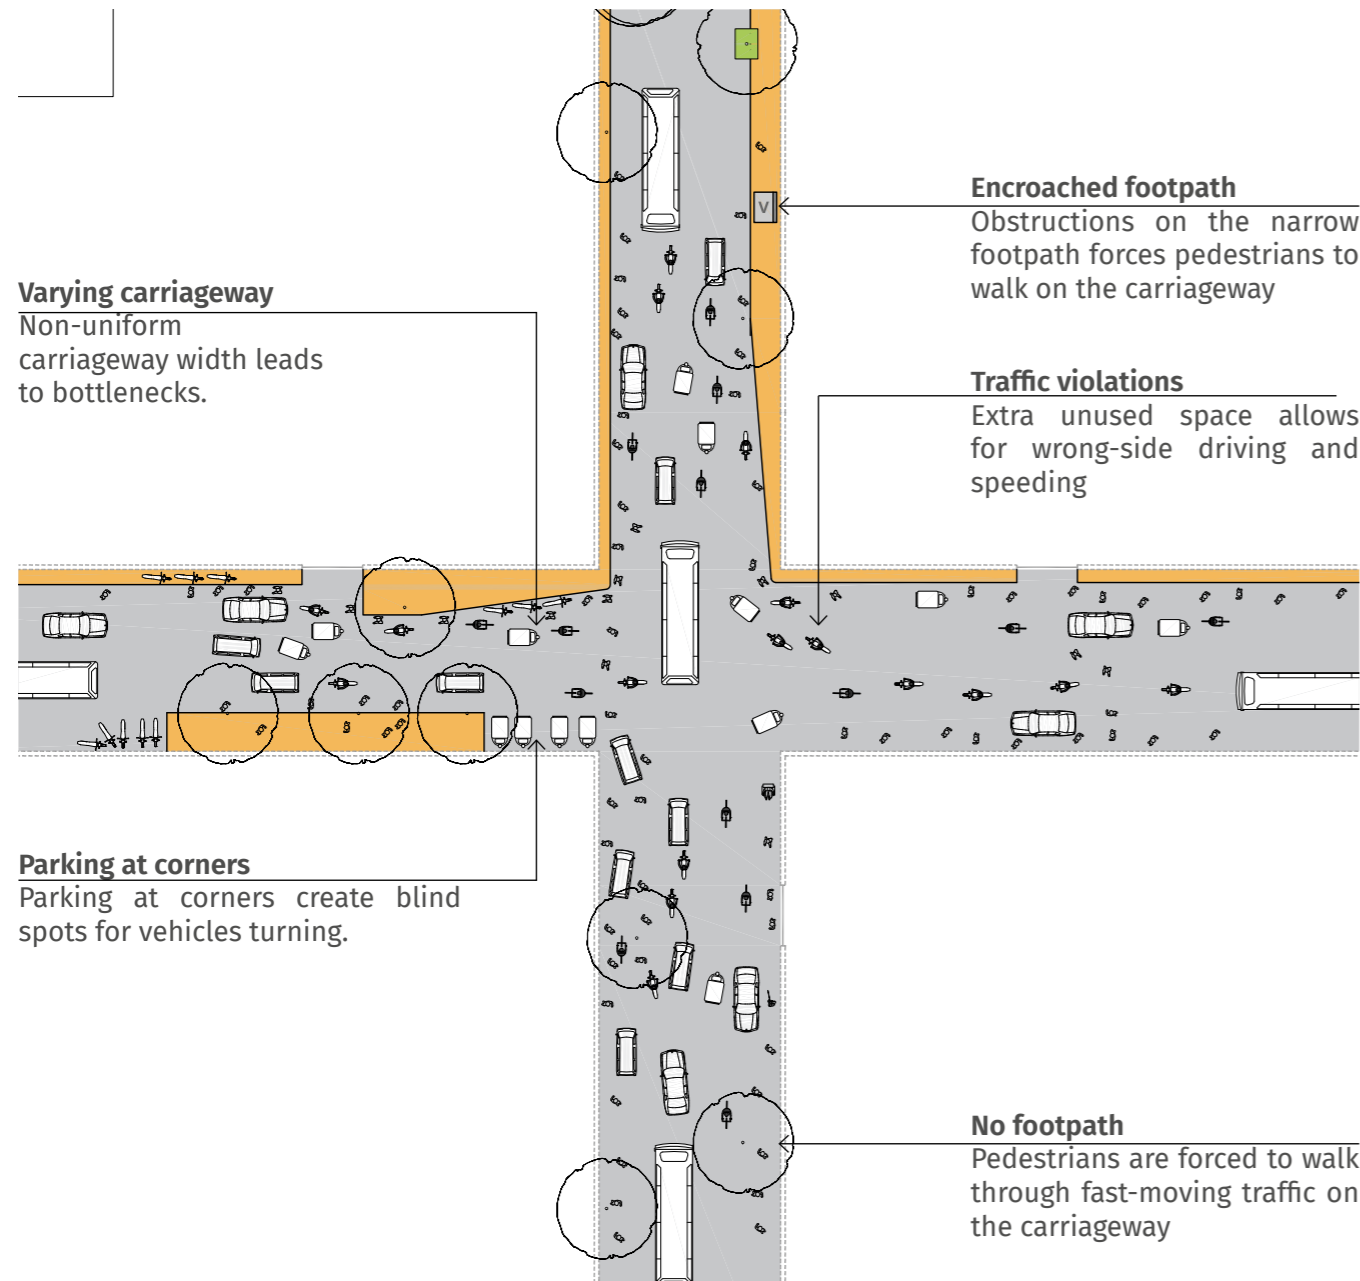 Encroached footpath
Obstructions on the narrow
footpath forces pedestrians to
walk on the carriageway
V
Varying carriageway
Non-uniform
carriageway width leads
to bottlenecks.
Traffic violations
Extra unused space allows
for wrong-side driving and
speeding
Parking at corners
Parking at corners create blind
spots for vehicles turning.
No footpath
Pedestrians are forced to walk
through fast-moving traffic on
the carriageway